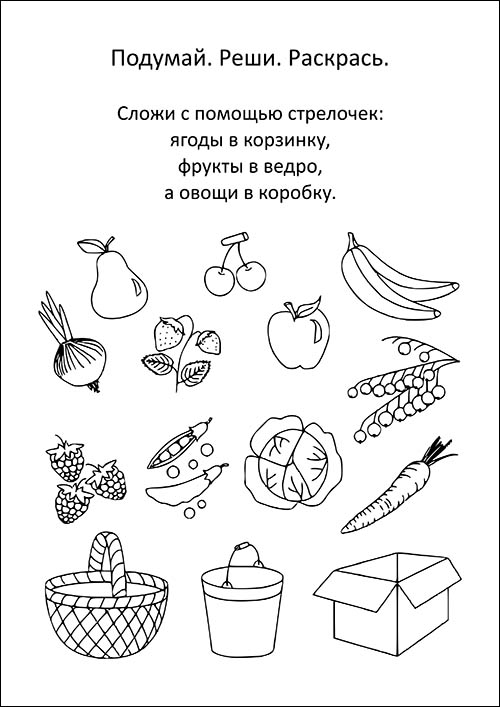 Подумай. Реши. Раскрась.
Сложи с помощью стрелочек:
ягоды в корзинку,
фрукты в ведро,
а овощи в коробку.